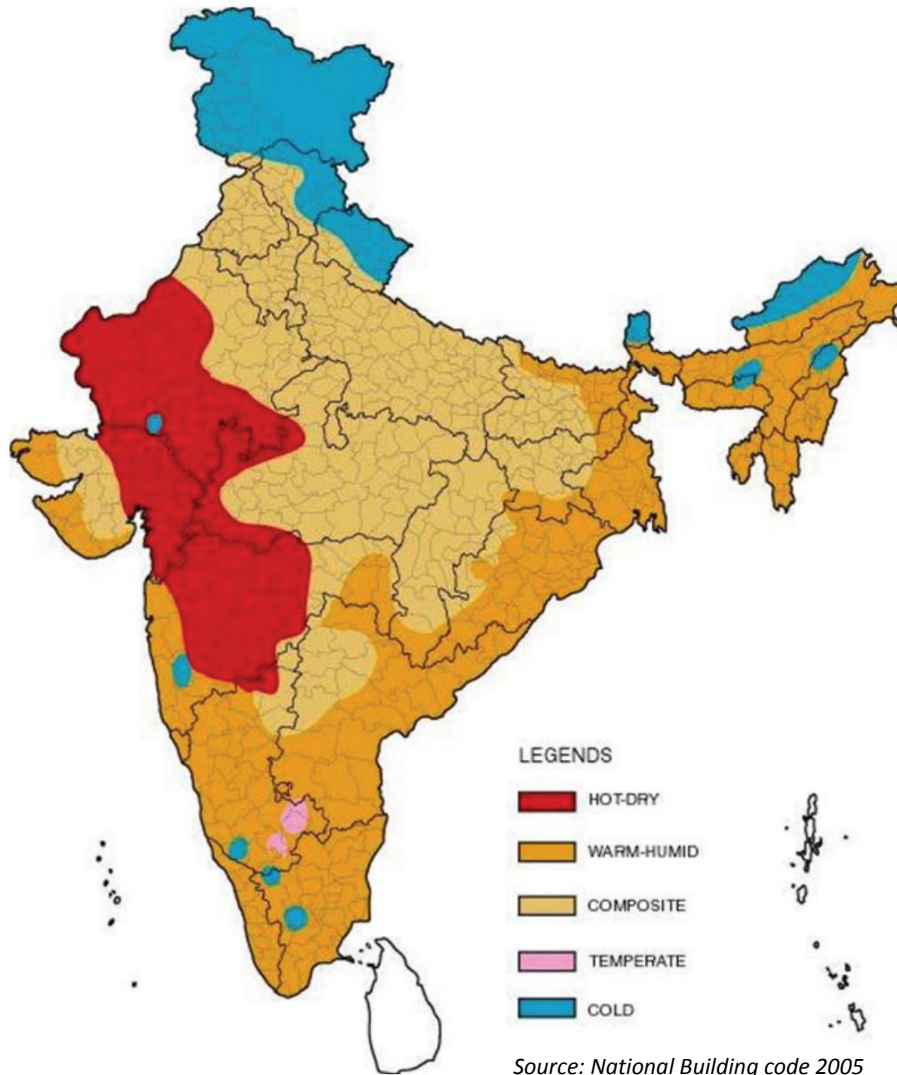 LEGENDS
HOT-DRY
WARM-HUMID
COMPOSITE
TEMPERATE
COLD
Source: National Building code 2005